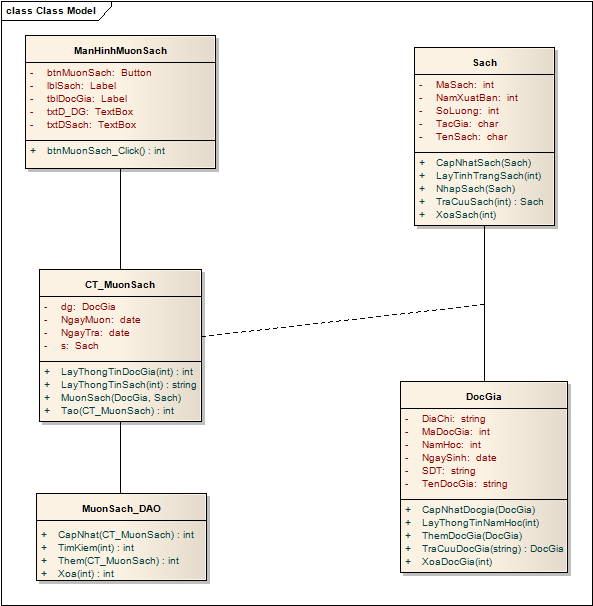 class Class Model
ManHinhMuonSach
- btnMuonSach: Button
- lblSach: Label
- tblDocGia: Label
- txtD_DG: TextBox
- txtDSach: TextBox
+ btnMuonSach_Click() : int
Sach
- MaSach: int
- NamXuatBan: int
- SoLuong: int
- TacGia: char
- TenSach: char
+ CapNhatSach(Sach)
+ LayTinhTrangSach(int)
+ NhapSach(Sach)
+ TraCuuSach(int) : Sach
+ XoaSach(int)
CT_MuonSach
- dg: DocGia
- NgayMuon: date
- NgayTra: date
- s: Sach
+ LayThongTinDocGia(int) : int
+ LayThongTinSach(int) : string
+ MuonSach(DocGia, Sach)
+ Tao(CT_MuonSach) : int
DocGia
- DiaChi: string
- MaDocGia: int
- NamHoc: int
- NgaySinh: date
- SDT: string
- TenDocGia: string
+ CapNhatDocgia(DocGia)
+ LayThongTinNamHoc(int)
+ ThemDocGia(DocGia)
+ TraCuuDocGia(string) : DocGia
+ XoaDocGia(int)
MuonSach_DAO
+ CapNhat(CT_MuonSach) : int
+ TimKiem(int) : int
+ Them(CT_MuonSach) : int
+ Xoa(int) : int